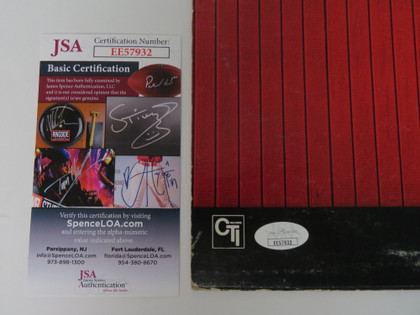 JSA
Certification Number:
EE57932
Basic Certification
This item has been fully examined by
James Spence Authentication, LLC
and it is our considered opinion that the
signature(s) is/are genuine.
RINGSIDE
Verify this certification by visiting
SpenceLOA.com
and entering the alpha-numeric
value indicated above.
Parsippany, NJ Fort Lauderdale, FL
info@SpenceLOA.com florida@SpenceLOA.com
973-898-1300 954-380-8670
JSA
James Spence
Authentication
CTI
EE57932